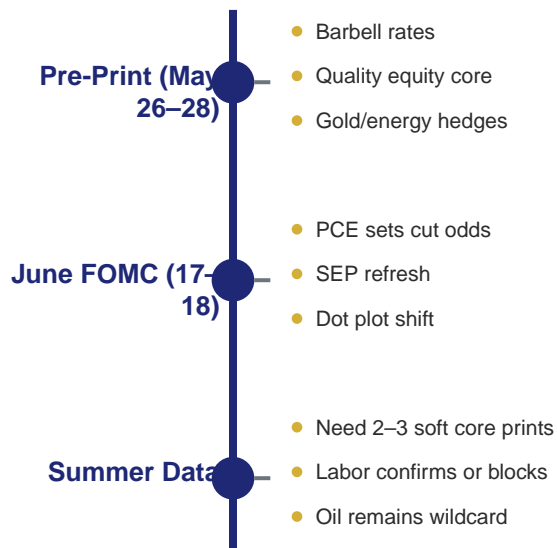 Pre-Print (May
26–28)
Barbell rates
Quality equity core
Gold/energy hedges
June FOMC (17–
18)
PCE sets cut odds
SEP refresh
Dot plot shift
Summer Data
Need 2–3 soft core prints
Labor confirms or blocks
Oil remains wildcard